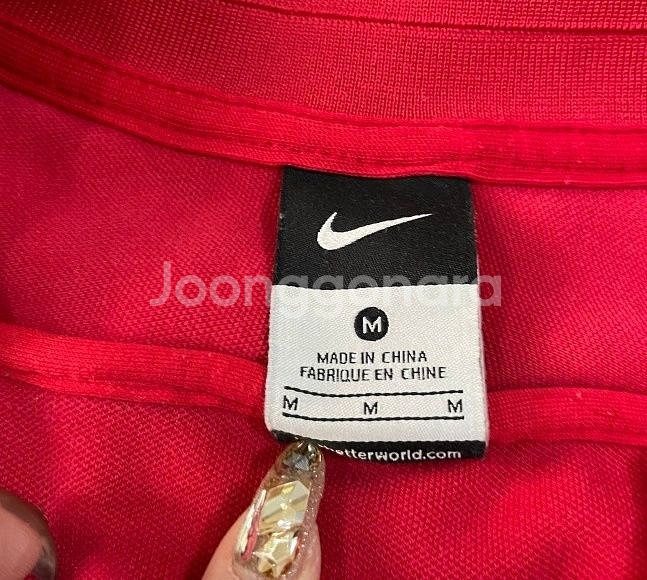 Joonggonara
M
MADE IN CHINA
FABRIQUE EN CHINE
M M M
etterworld.com